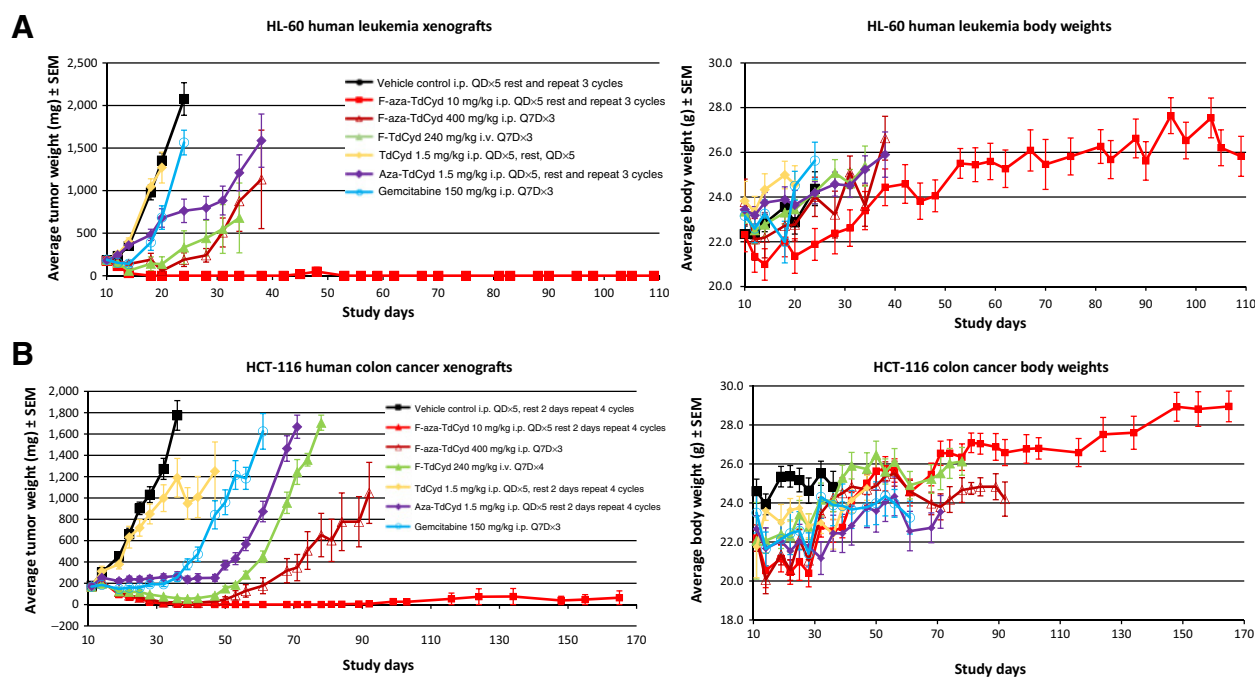 A
HL-60 human leukemia xenografts
Average tumor weight (mg) ± SEM
2,500
2,000
1,500
1,000
500
0
10 20 30 40 50 60 70 80 90 100 109
Study days
Vehicle control i.p. QD×5 rest and repeat 3 cycles
F-aza-TdCyd 10 mg/kg i.p. QD×5 rest and repeat 3 cycles
F-aza-TdCyd 400 mg/kg i.p. Q7D×3
F-TdCyd 240 mg/kg i.v. Q7D×3
TdCyd 1.5 mg/kg i.p. QD×5, rest, QD×5
Aza-TdCyd 1.5 mg/kg i.p. QD×5, rest and repeat 3 cycles
Gemcitabine 150 mg/kg i.p. Q7D×3
HL-60 human leukemia body weights
Average body weight (g) ± SEM
30.0
28.0
26.0
24.0
22.0
20.0
10 20 30 40 50 60 70 80 90 100 109
Study days
B
HCT-116 human colon cancer xenografts
Average tumor weight (mg) ± SEM
2,000
1,800
1,600
1,400
1,200
1,000
800
600
400
200
0
−200
10 30 50 70 90 110 130 150 170
Study days
Vehicle control i.p. QD×5, rest 2 days repeat 4 cycles
F-aza-TdCyd 10 mg/kg i.p. QD×5 rest 2 days repeat 4 cycles
F-aza-TdCyd 400 mg/kg i.p. Q7D×3
F-TdCyd 240 mg/kg i.v. Q7D×4
TdCyd 1.5 mg/kg i.p. QD×5, rest 2 days repeat 4 cycles
Aza-TdCyd 1.5 mg/kg i.p. QD×5 rest 2 days repeat 4 cycles
Gemcitabine 150 mg/kg i.p. Q7D×3
HCT-116 colon cancer body weights
Average body weight (g) ± SEM
30.0
28.0
26.0
24.0
22.0
20.0
18.0
10 30 50 70 90 110 130 150 170
Study days